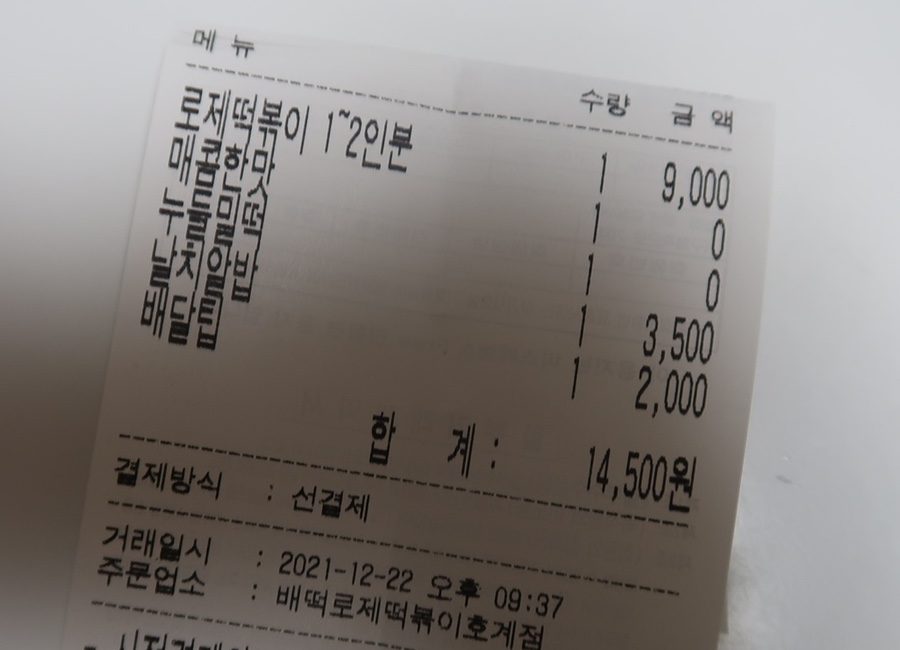 메 뉴 수량 금 액
로제떡볶이 1~2인분 1 9,000
매콤한맛 1 0
누들밀떡 1 0
날치알밥 1 3,500
배달팁 1 2,000
합 계 : 14,500원
결제방식 : 선결제
거래일시 : 2021-12-22 오후 09:37
주문업소 : 배떡로제떡볶이호계점